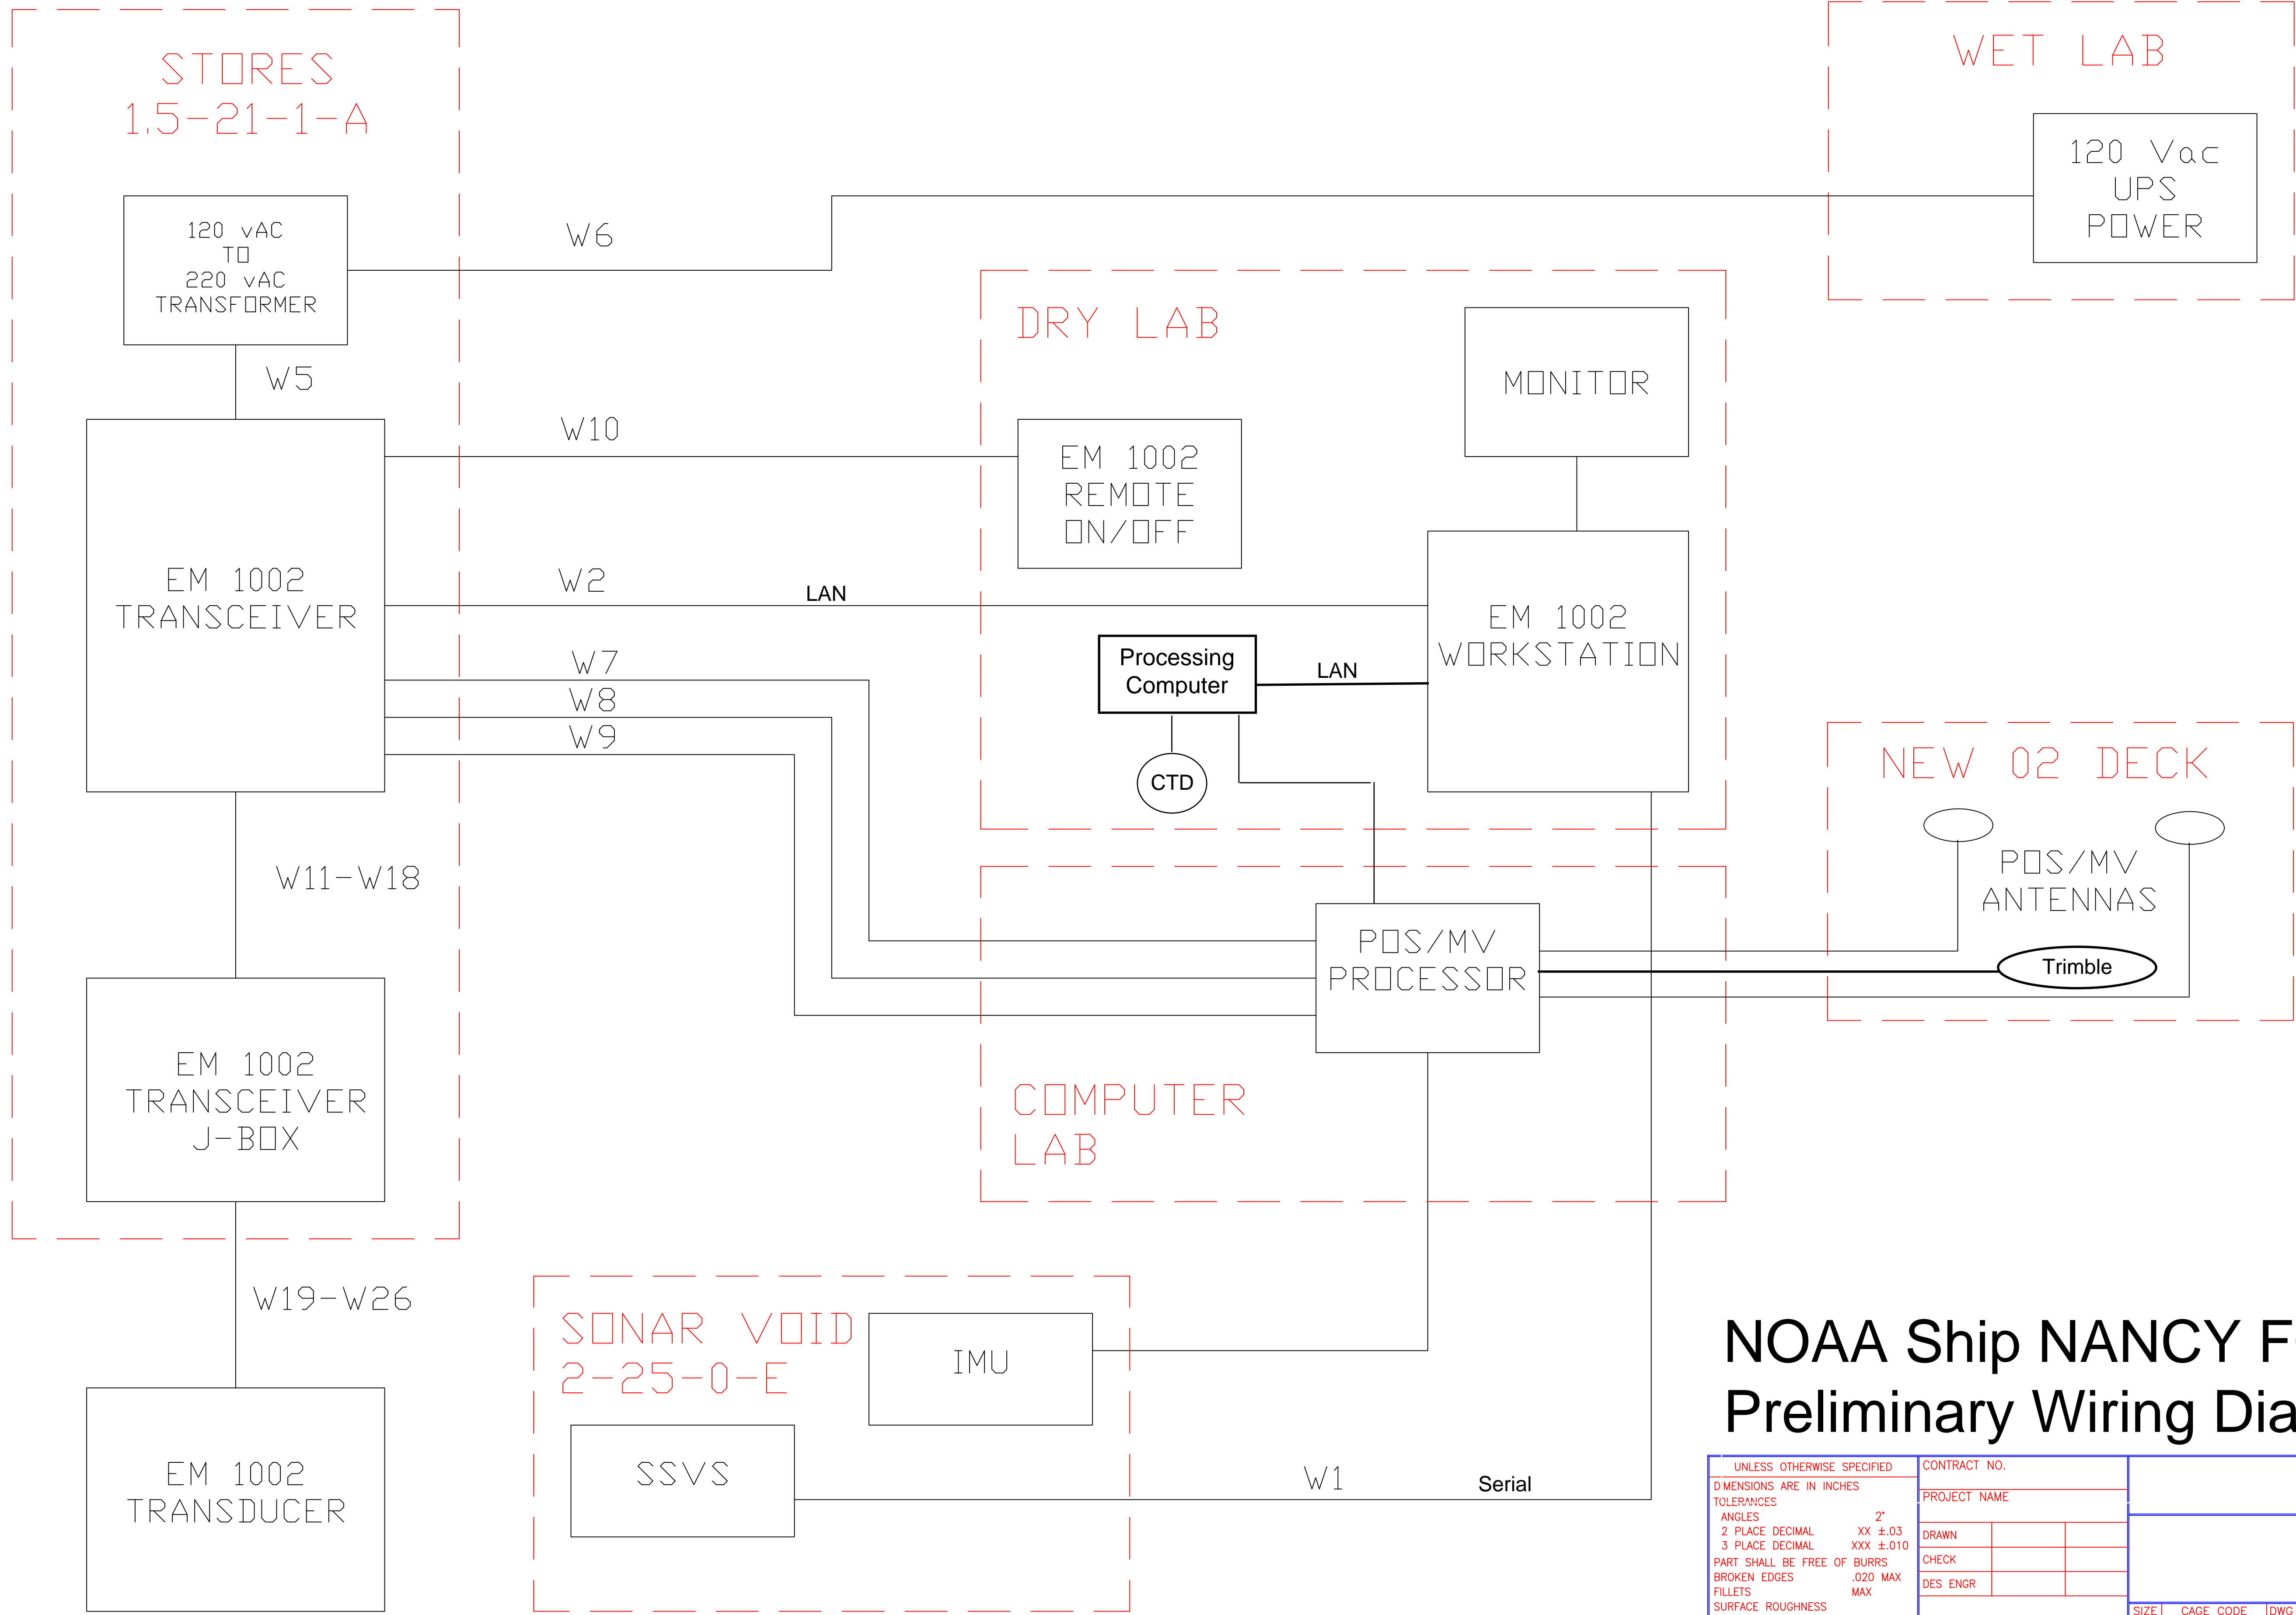 STORES
1.5-21-1-A
WET LAB
120 Vac
UPS
POWER
120 vAC
TO
220 vAC
TRANSFORMER
W6
W5
DRY LAB
MONITOR
W10
EM 1002
REMOTE
ON/OFF
EM 1002
TRANSCEIVER
W2
LAN
EM 1002
WORKSTATION
Processing
Computer
LAN
W7
W8
W9
CTD
NEW 02 DECK
POS/MV
ANTENNAS
Trimble
W11-W18
POS/MV
PROCESSOR
COMPUTER
LAB
EM 1002
TRANSCEIVER
J-BOX
W19-W26
SONAR VOID
2-25-0-E
IMU
SSVS
W1
Serial
EM 1002
TRANSDUCER
NOAA Ship NANCY F
Preliminary Wiring Dia
UNLESS OTHERWISE SPECIFIED
D MENSIONS ARE IN INCHES
TOLERANCES
ANGLES 2°
2 PLACE DECIMAL XX ±.03
3 PLACE DECIMAL XXX ±.010
PART SHALL BE FREE OF BURRS
BROKEN EDGES .020 MAX
FILLETS MAX
SURFACE ROUGHNESS
CONTRACT NO.
PROJECT NAME
DRAWN
CHECK
DES ENGR
SIZE CAGE CODE DWG